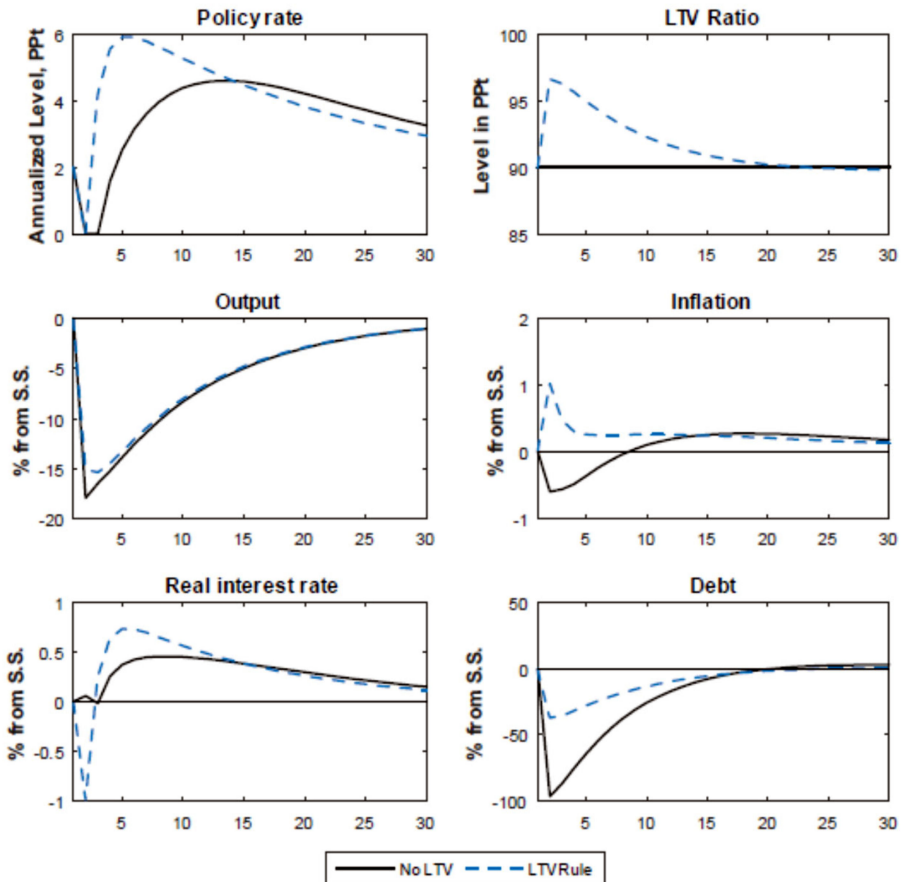 Policy rate
Annualized Level, PPt
6
4
2
0
5 10 15 20 25 30
LTV Ratio
Level in PPt
100
95
90
85
5 10 15 20 25 30
Output
% from S.S.
0
-5
-10
-15
-20
5 10 15 20 25 30
Inflation
% from S.S.
2
1
0
-1
5 10 15 20 25 30
Real interest rate
% from S.S.
1
0.5
0
-0.5
-1
5 10 15 20 25 30
Debt
% from S.S.
50
0
-50
-100
5 10 15 20 25 30
No LTV LTV Rule